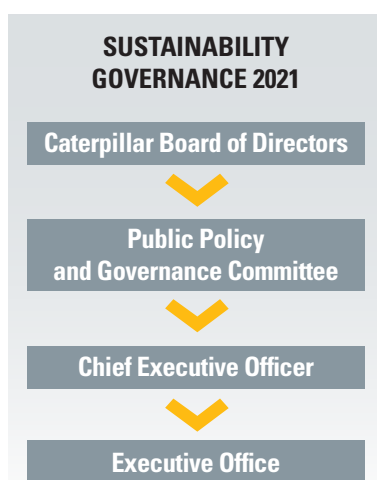 SUSTAINABILITY
GOVERNANCE 2021
Caterpillar Board of Directors
Public Policy
and Governance Committee
Chief Executive Officer
Executive Office